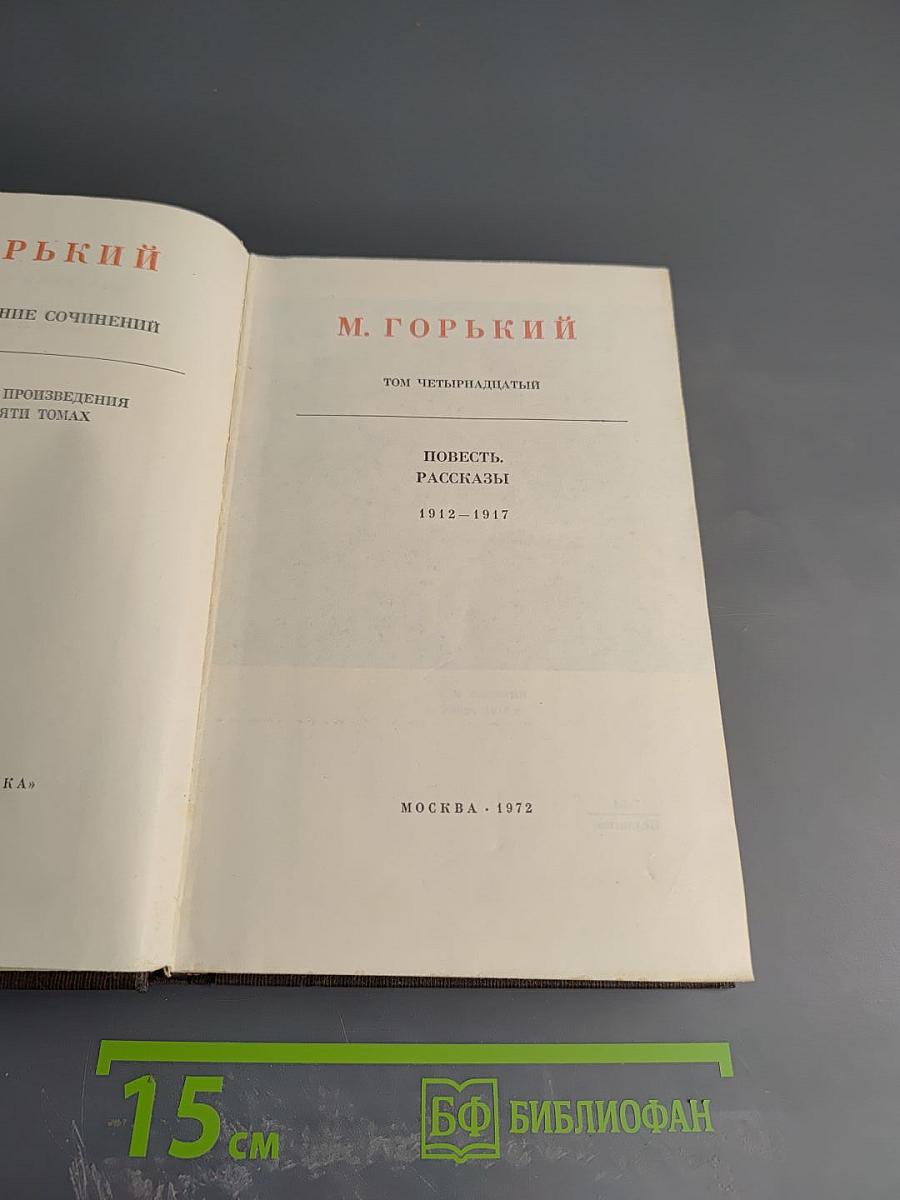 ОРЬКИЙ
НИЕ СОЧИНЕНИЙ
ПРОИЗВЕДЕНИЯ
ЯТИ ТОМАХ
КА»
М. ГОРЬКИЙ
ТОМ ЧЕТЫРНАДЦАТЫЙ
ПОВЕСТЬ.
РАССКАЗЫ
1912—1917
МОСКВА · 1972
15 см
БФ БИБЛИОФАН